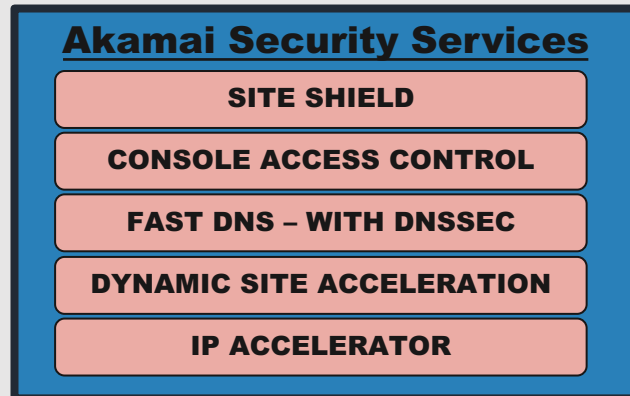 Akamai Security Services
SITE SHIELD
CONSOLE ACCESS CONTROL
FAST DNS – WITH DNSSEC
DYNAMIC SITE ACCELERATION
IP ACCELERATOR